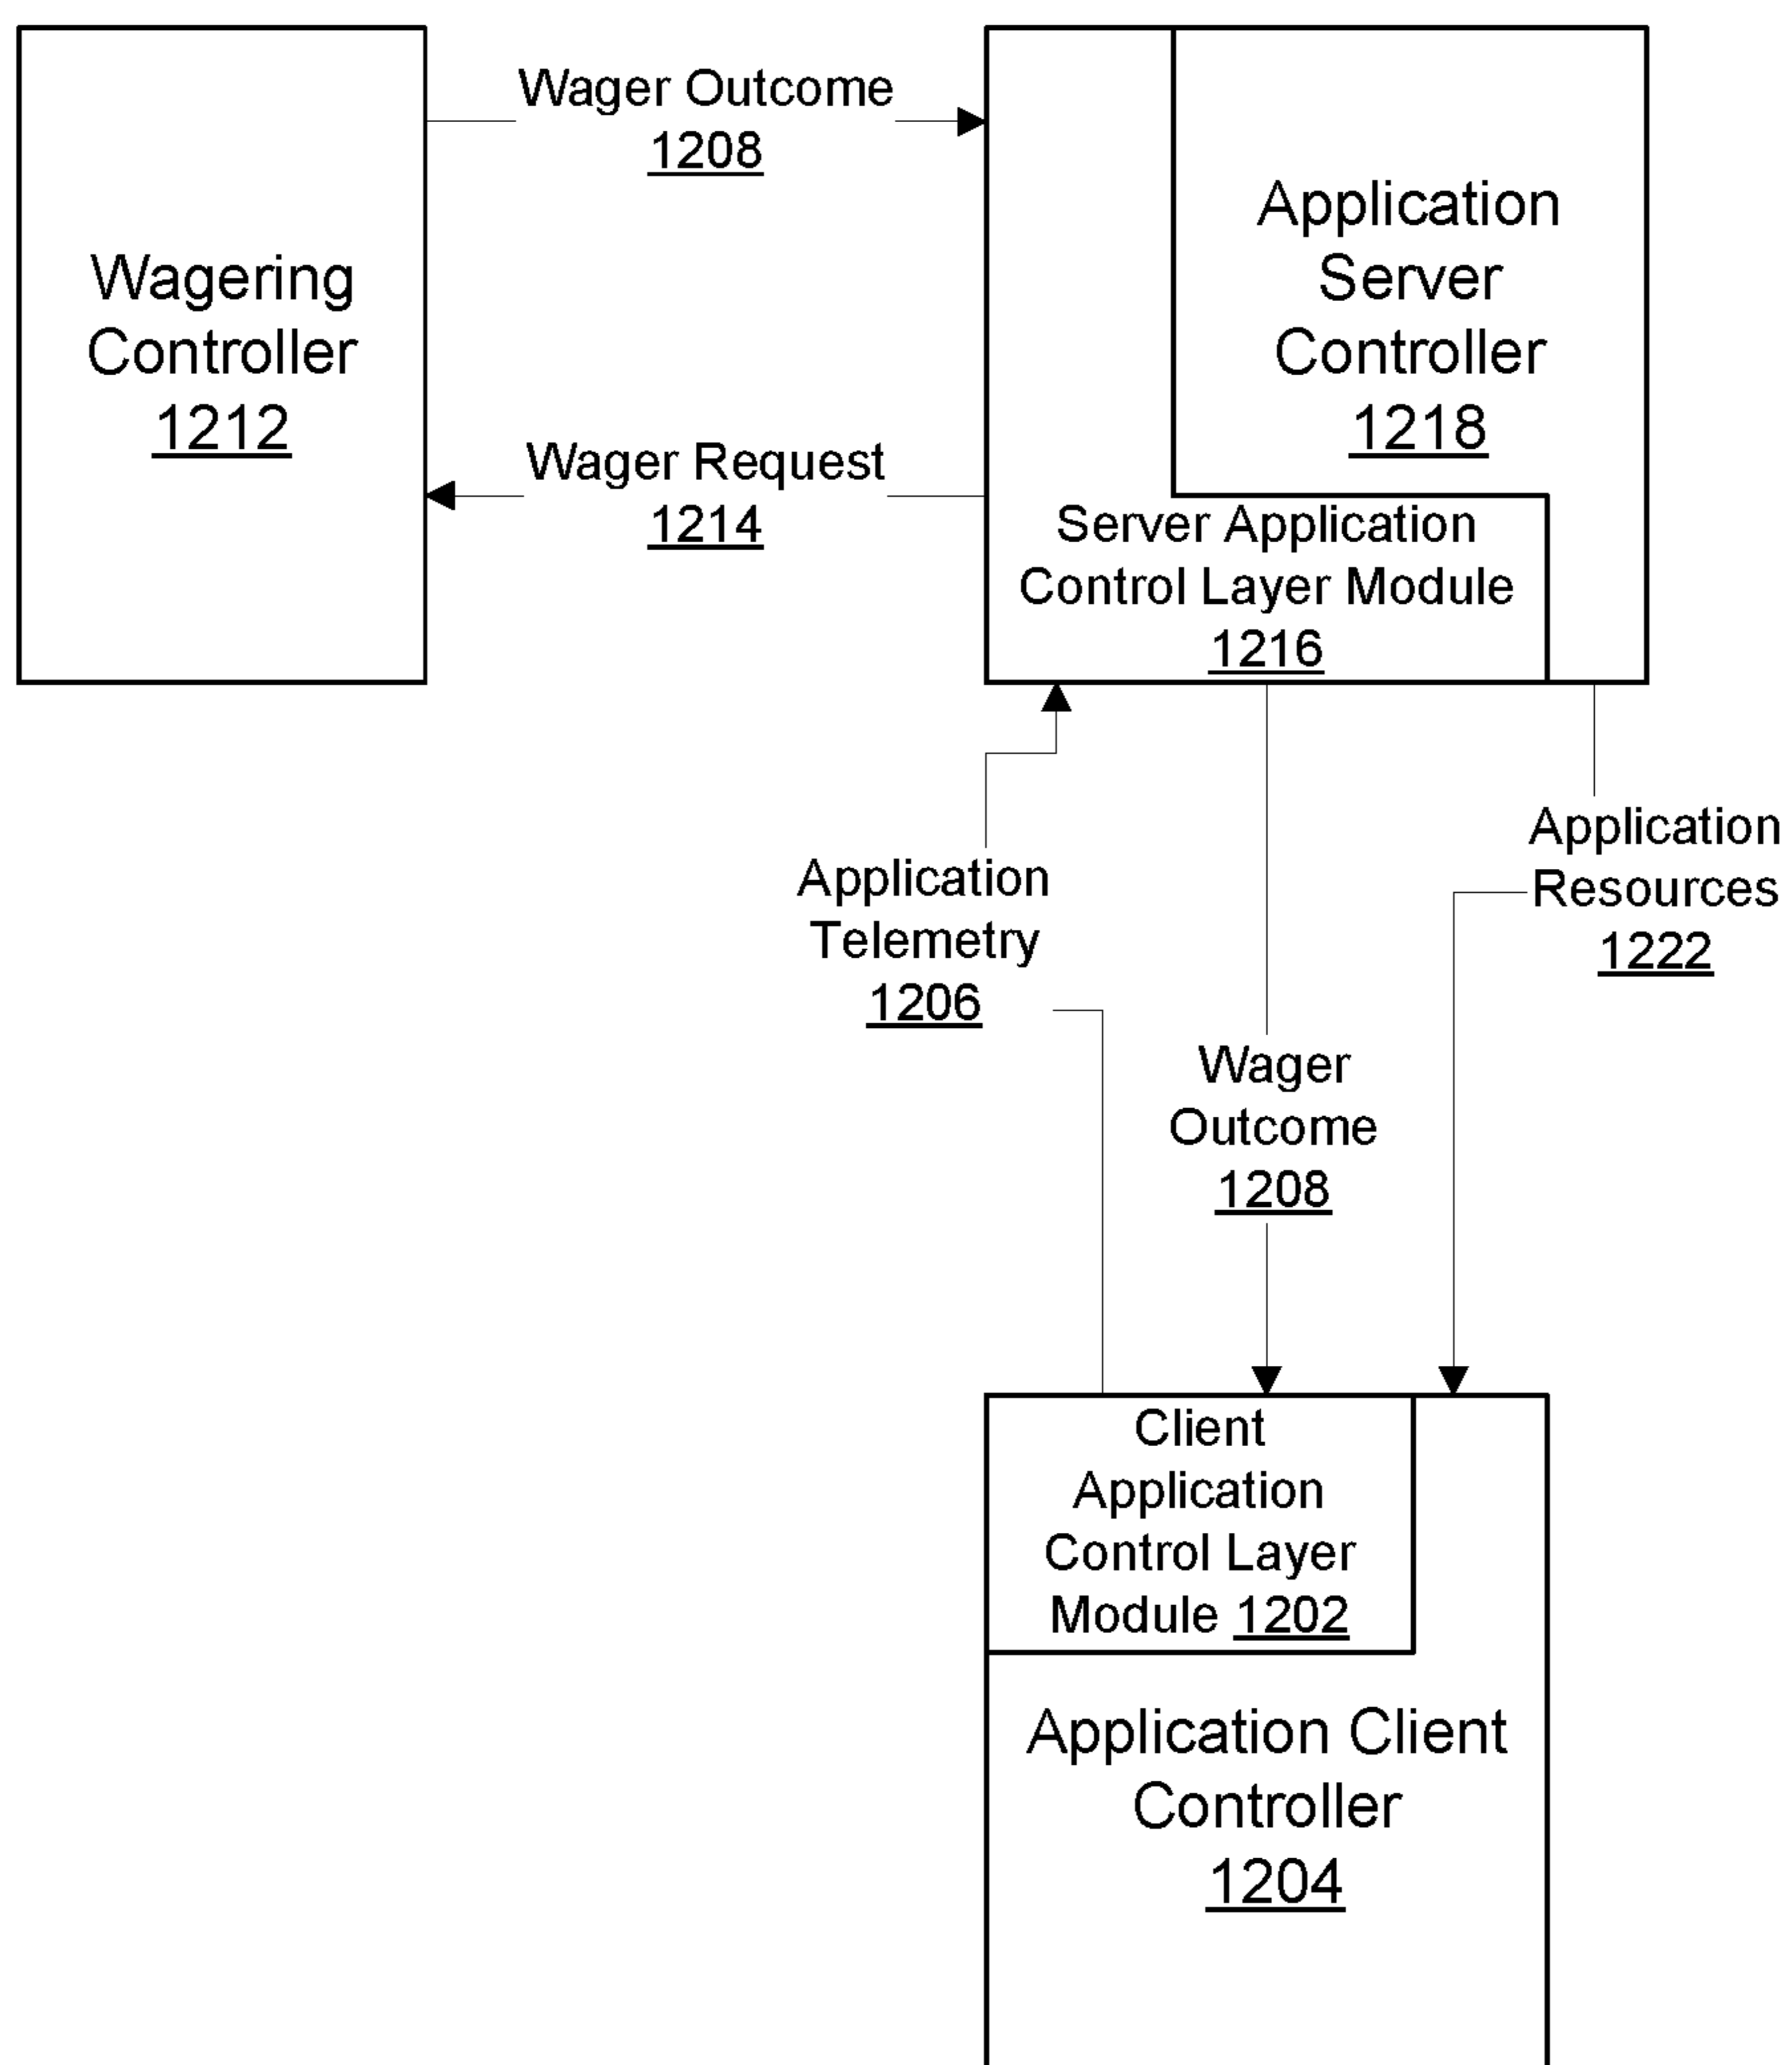 Wager Outcome
1208
Wagering
Controller
1212
Wager Request
1214
Application
Server
Controller
1218
Server Application
Control Layer Module
1216
Application
Telemetry
1206
Application
Resources
1222
Wager
Outcome
1208
Client
Application
Control Layer
Module 1202
Application Client
Controller
1204